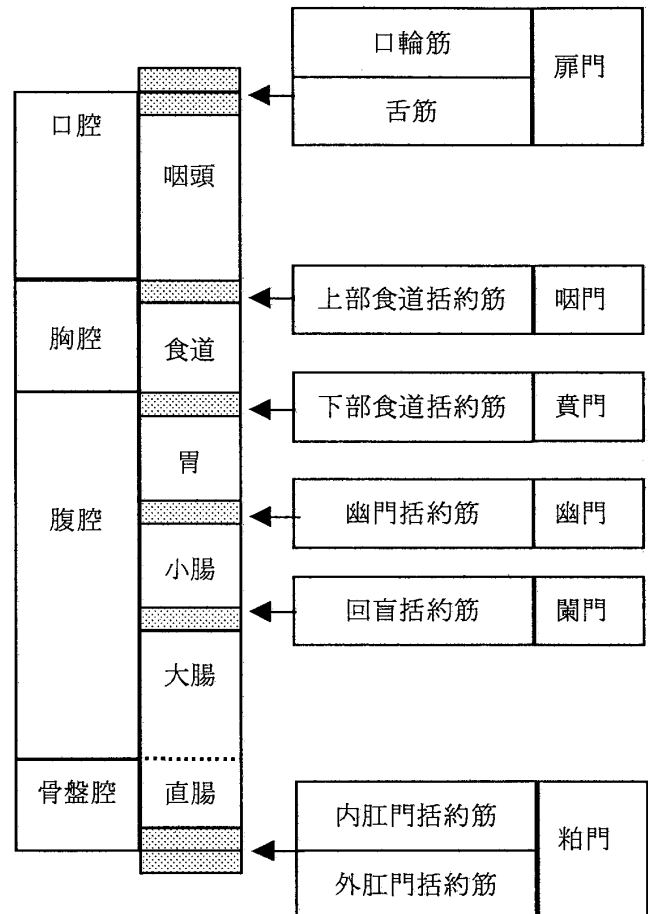 口輪筋
扉門
舌筋
口腔
咽頭
上部食道括約筋
咽門
胸腔
食道
下部食道括約筋
賁門
胃
幽門括約筋
幽門
腹腔
小腸
回盲括約筋
闌門
大腸
骨盤腔
直腸
内肛門括約筋
粕門
外肛門括約筋